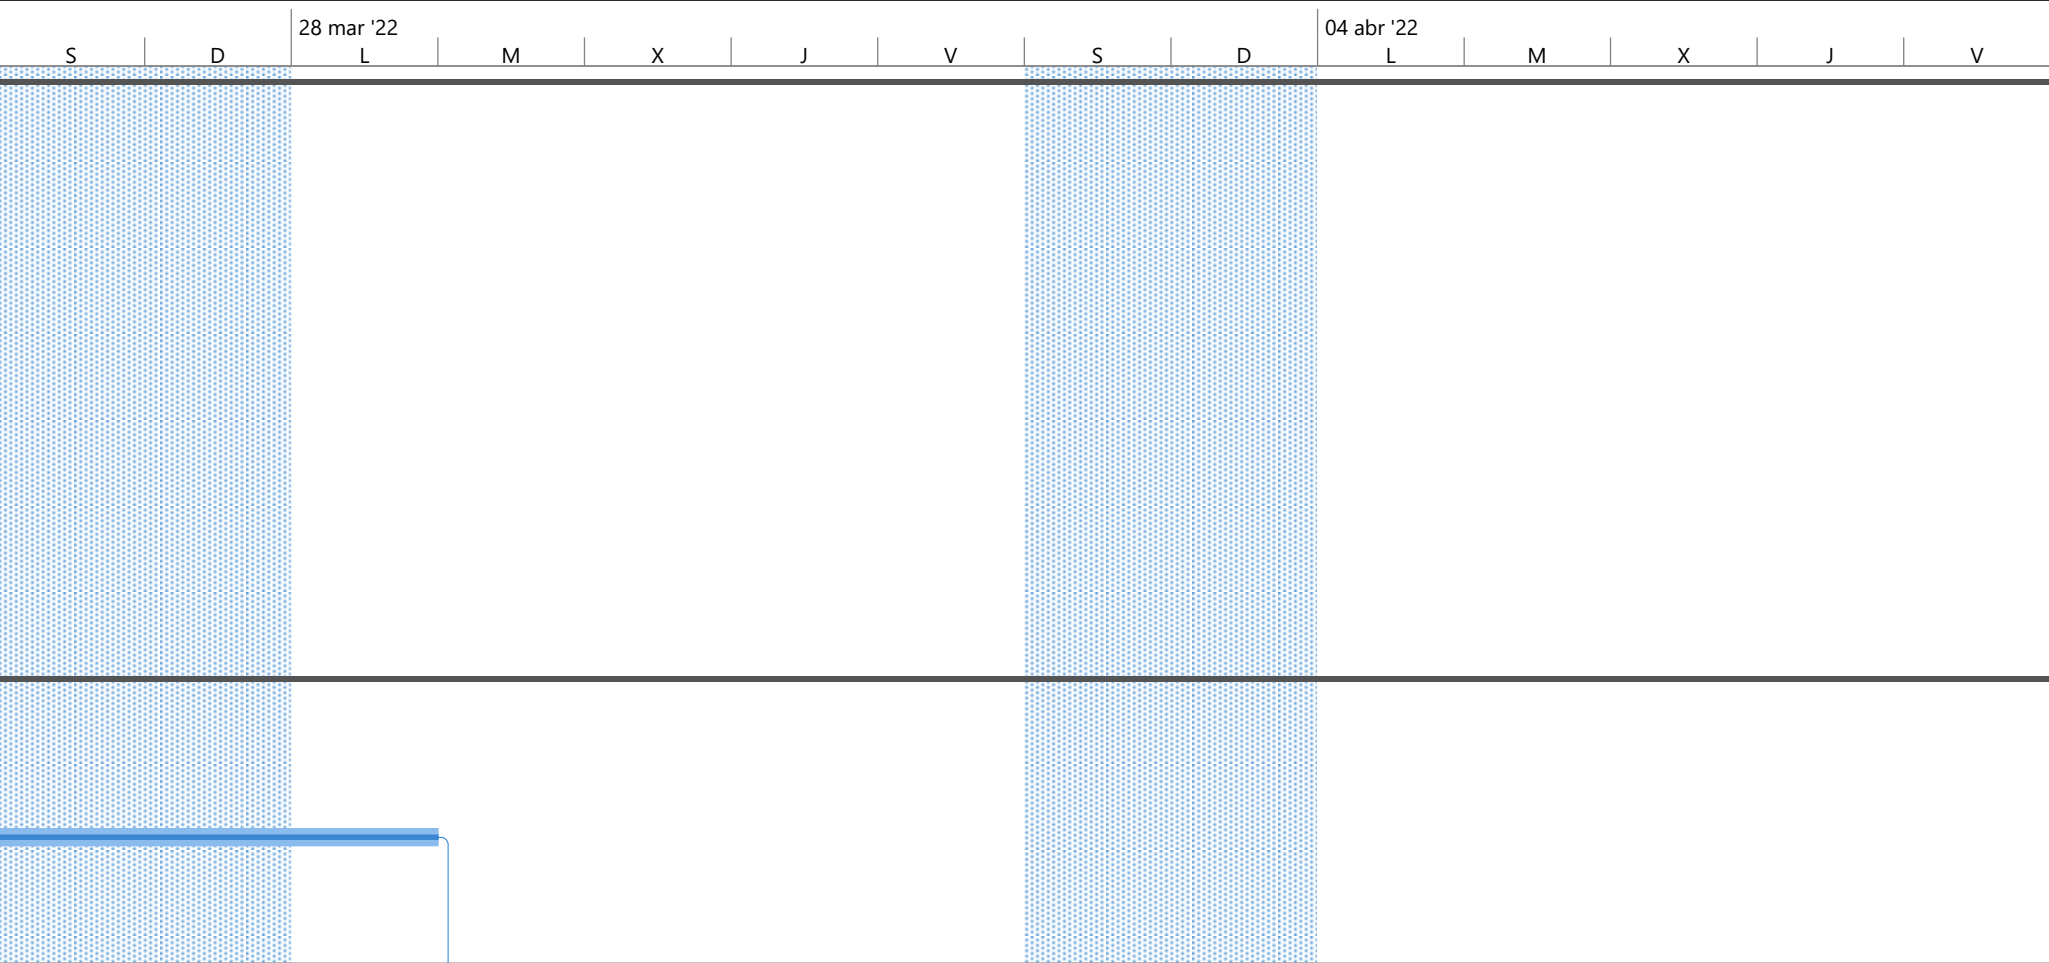 28 mar '22 04 abr '22
S D L M X J V S D L M X J V